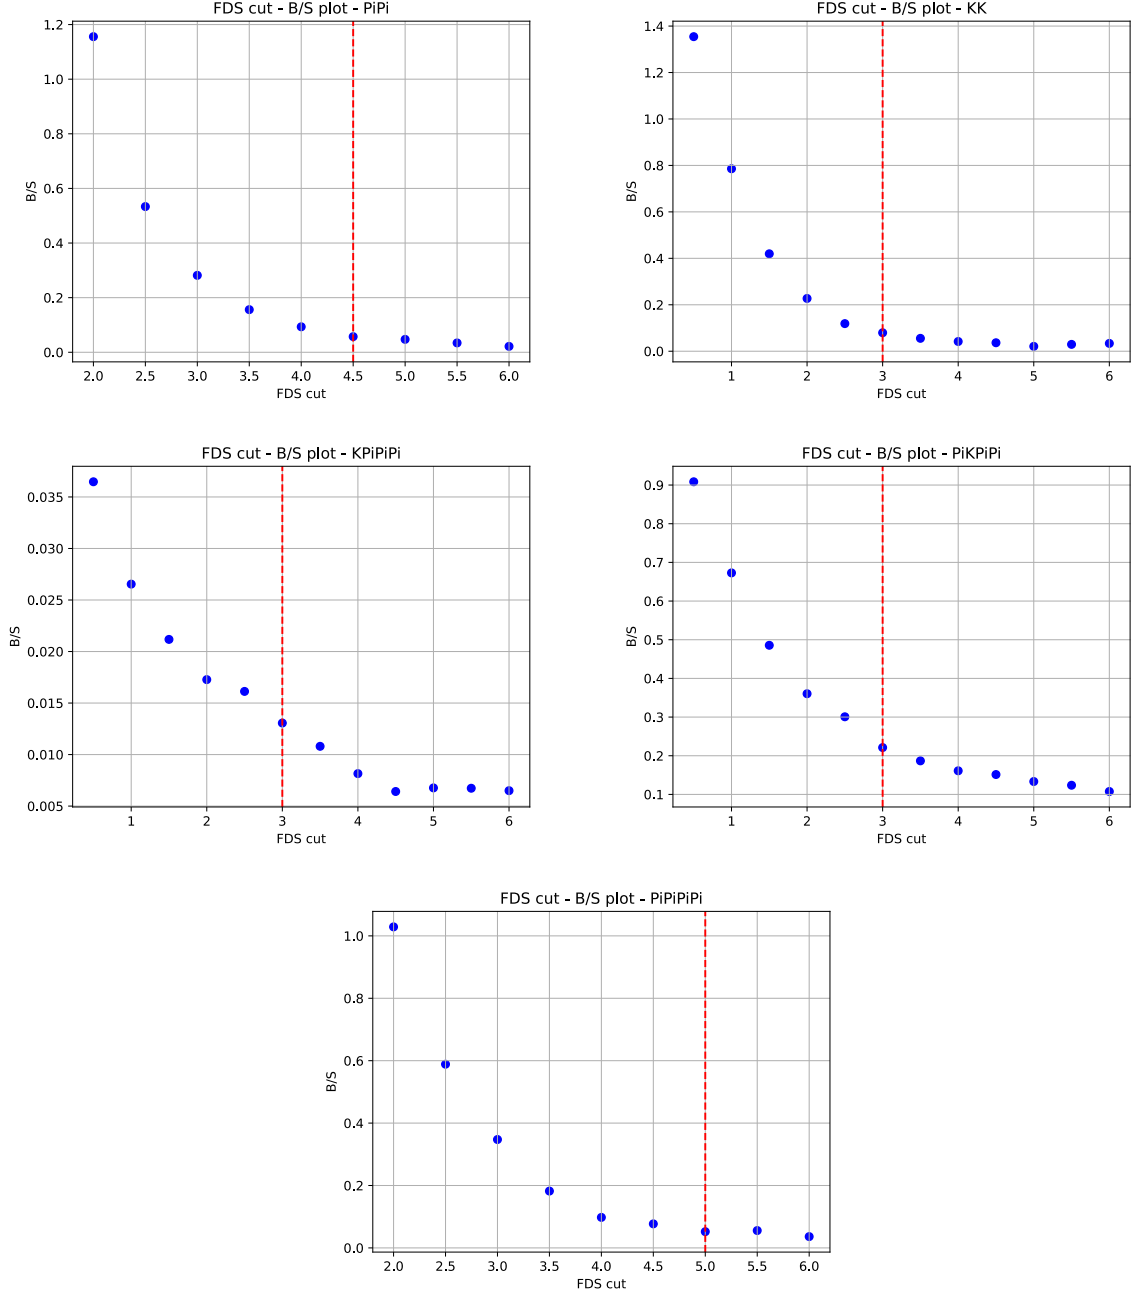 FDS cut - B/S plot - PiPi
1.2
1.0
0.8
0.6
0.4
0.2
0.0
B/S
2.0 2.5 3.0 3.5 4.0 4.5 5.0 5.5 6.0
FDS cut
FDS cut - B/S plot - KK
1.4
1.2
1.0
0.8
0.6
0.4
0.2
0.0
B/S
1 2 3 4 5 6
FDS cut
FDS cut - B/S plot - KPiPiPi
0.035
0.030
0.025
0.020
0.015
0.010
0.005
B/S
1 2 3 4 5 6
FDS cut
FDS cut - B/S plot - PiKPiPi
0.9
0.8
0.7
0.6
0.5
0.4
0.3
0.2
0.1
B/S
1 2 3 4 5 6
FDS cut
FDS cut - B/S plot - PiPiPiPi
1.0
0.8
0.6
0.4
0.2
0.0
B/S
2.0 2.5 3.0 3.5 4.0 4.5 5.0 5.5 6.0
FDS cut